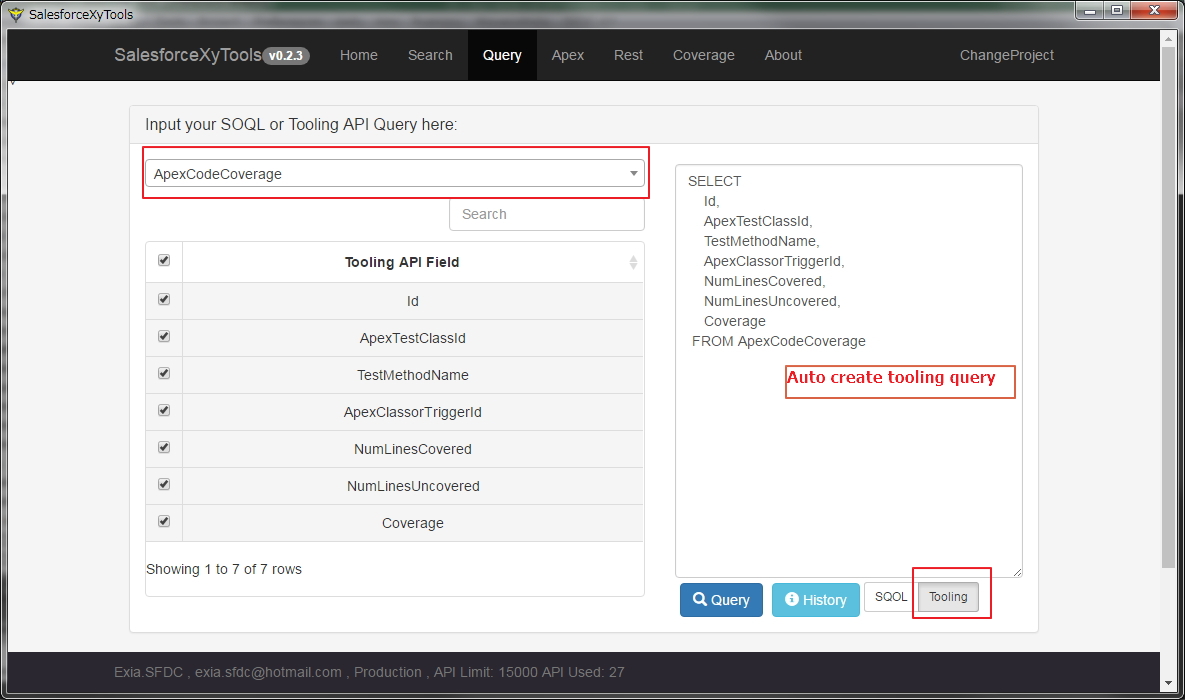 SalesforceXyTools
SalesforceXyTools v0.2.3 Home Search Query Apex Rest Coverage About ChangeProject
Input your SOQL or Tooling API Query here:
ApexCodeCoverage
Search
Tooling API Field
Id
ApexTestClassId
TestMethodName
ApexClassorTriggerId
NumLinesCovered
NumLinesUncovered
Coverage
Showing 1 to 7 of 7 rows
SELECT
Id,
ApexTestClassId,
TestMethodName,
ApexClassorTriggerId,
NumLinesCovered,
NumLinesUncovered,
Coverage
FROM ApexCodeCoverage
Auto create tooling query
Query History SQOL Tooling
Exia.SFDC , exia.sfdc@hotmail.com , Production , API Limit: 15000 API Used: 27